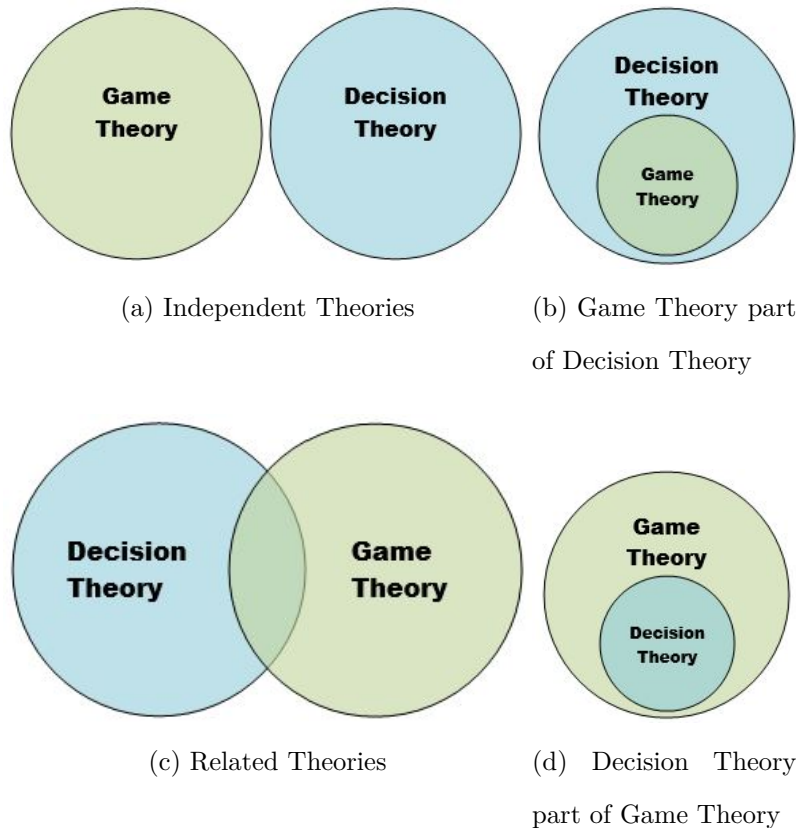 Game
Theory
Decision
Theory
Decision
Theory
Game
Theory
(a) Independent Theories
(b) Game Theory part
of Decision Theory
Decision
Theory
Game
Theory
Game
Theory
Decision
Theory
(c) Related Theories
(d) Decision Theory
part of Game Theory